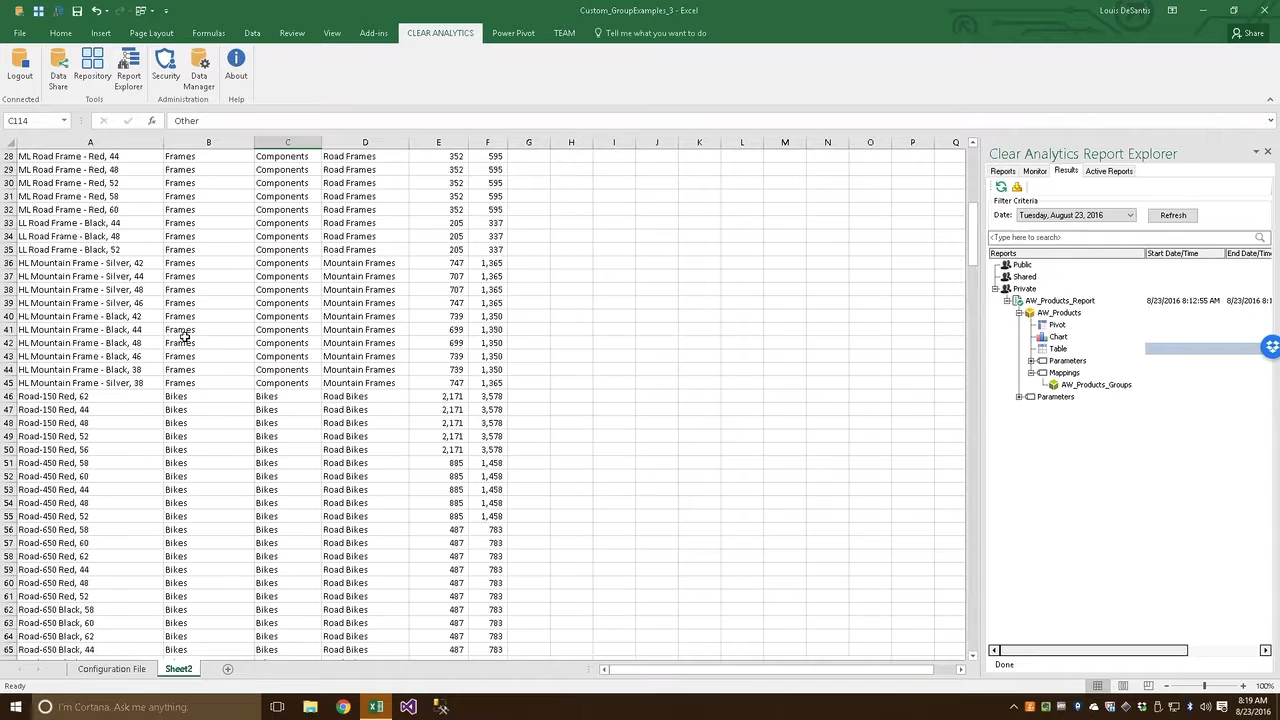 Custom_GroupExamples_3 - Excel
Louis DeSantis
File Home Insert Page Layout Formulas Data Review View Add-ins CLEAR ANALYTICS Power Pivot TEAM Tell me what you want to do
Share
Logout
Data Share
Repository
Report Explorer
Security
Data Manager
About
Connected Tools Administration Help
C114 fx Other
A B C D E F G H I J K L M N O P Q
28 ML Road Frame - Red, 44 Frames Components Road Frames 352 595
29 ML Road Frame - Red, 48 Frames Components Road Frames 352 595
30 ML Road Frame - Red, 52 Frames Components Road Frames 352 595
31 ML Road Frame - Red, 58 Frames Components Road Frames 352 595
32 ML Road Frame - Red, 60 Frames Components Road Frames 352 595
33 LL Road Frame - Black, 44 Frames Components Road Frames 205 337
34 LL Road Frame - Black, 48 Frames Components Road Frames 205 337
35 LL Road Frame - Black, 52 Frames Components Road Frames 205 337
36 HL Mountain Frame - Silver, 42 Frames Components Mountain Frames 747 1,365
37 HL Mountain Frame - Silver, 44 Frames Components Mountain Frames 707 1,365
38 HL Mountain Frame - Silver, 48 Frames Components Mountain Frames 707 1,365
39 HL Mountain Frame - Silver, 46 Frames Components Mountain Frames 747 1,365
40 HL Mountain Frame - Black, 42 Frames Components Mountain Frames 739 1,350
41 HL Mountain Frame - Black, 44 Frames Components Mountain Frames 699 1,350
42 HL Mountain Frame - Black, 48 Frames Components Mountain Frames 699 1,350
43 HL Mountain Frame - Black, 46 Frames Components Mountain Frames 739 1,350
44 HL Mountain Frame - Black, 38 Frames Components Mountain Frames 739 1,350
45 HL Mountain Frame - Silver, 38 Frames Components Mountain Frames 747 1,365
46 Road-150 Red, 62 Bikes Bikes Road Bikes 2,171 3,578
47 Road-150 Red, 44 Bikes Bikes Road Bikes 2,171 3,578
48 Road-150 Red, 48 Bikes Bikes Road Bikes 2,171 3,578
49 Road-150 Red, 52 Bikes Bikes Road Bikes 2,171 3,578
50 Road-150 Red, 56 Bikes Bikes Road Bikes 2,171 3,578
51 Road-450 Red, 58 Bikes Bikes Road Bikes 885 1,458
52 Road-450 Red, 60 Bikes Bikes Road Bikes 885 1,458
53 Road-450 Red, 44 Bikes Bikes Road Bikes 885 1,458
54 Road-450 Red, 48 Bikes Bikes Road Bikes 885 1,458
55 Road-450 Red, 52 Bikes Bikes Road Bikes 885 1,458
56 Road-650 Red, 58 Bikes Bikes Road Bikes 487 783
57 Road-650 Red, 60 Bikes Bikes Road Bikes 487 783
58 Road-650 Red, 62 Bikes Bikes Road Bikes 487 783
59 Road-650 Red, 44 Bikes Bikes Road Bikes 487 783
60 Road-650 Red, 48 Bikes Bikes Road Bikes 487 783
61 Road-650 Red, 52 Bikes Bikes Road Bikes 487 783
62 Road-650 Black, 58 Bikes Bikes Road Bikes 487 783
63 Road-650 Black, 60 Bikes Bikes Road Bikes 487 783
64 Road-650 Black, 62 Bikes Bikes Road Bikes 487 783
65 Road-650 Black, 44 Bikes Bikes Road Bikes 487 783
Clear Analytics Report Explorer
Reports Monitor Results Active Reports
Filter Criteria
Date: Tuesday, August 23, 2016 Refresh
<Type here to search>
Reports Start Date/Time End Date/Time
Public
Shared
Private
AW_Products_Report 8/23/2016 8:12:55 AM 8/23/2016 8:1
AW_Products
Pivot
Chart
Table
Parameters
Mappings
AW_Products_Groups
Parameters
Done
Configuration File Sheet2
Ready
100%
I'm Cortana. Ask me anything.
8:19 AM
8/23/2016